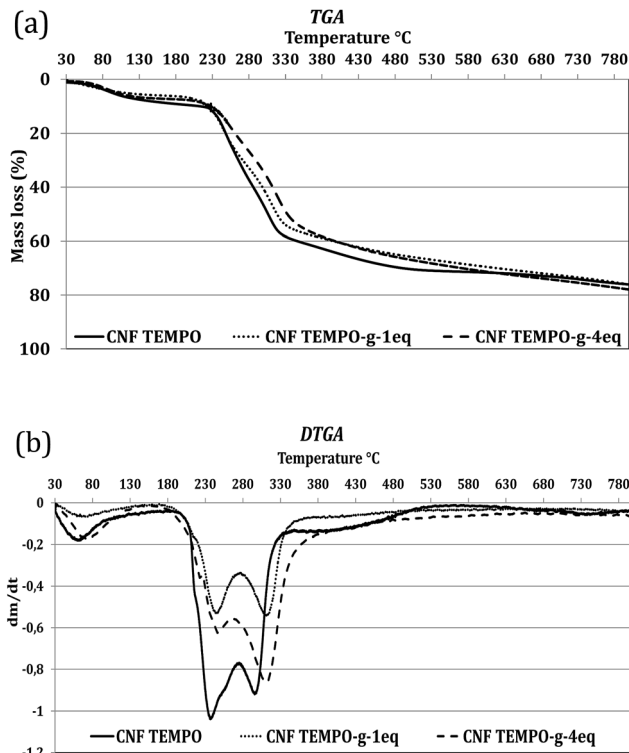 (a)
TGA
Temperature °C
30 80 130 180 230 280 330 380 430 480 530 580 630 680 730 780
0
20
40
60
80
100
Mass loss (%)
CNF TEMPO CNF TEMPO-g-1eq CNF TEMPO-g-4eq
(b)
DTGA
Temperature °C
30 80 130 180 230 280 330 380 430 480 530 580 630 680 730 780
0
-0,2
-0,4
-0,6
-0,8
-1
-1,2
dm/dt
CNF TEMPO CNF TEMPO-g-1eq CNF TEMPO-g-4eq